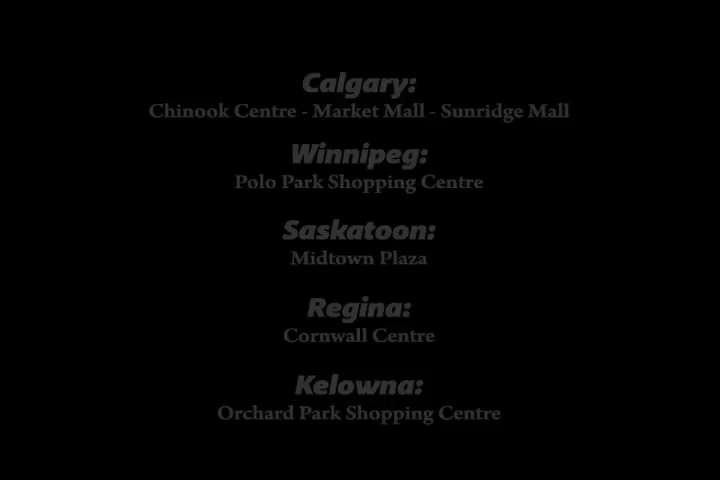 Calgary:
Chinook Centre - Market Mall - Sunridge Mall
Winnipeg:
Polo Park Shopping Centre
Saskatoon:
Midtown Plaza
Regina:
Cornwall Centre
Kelowna:
Orchard Park Shopping Centre